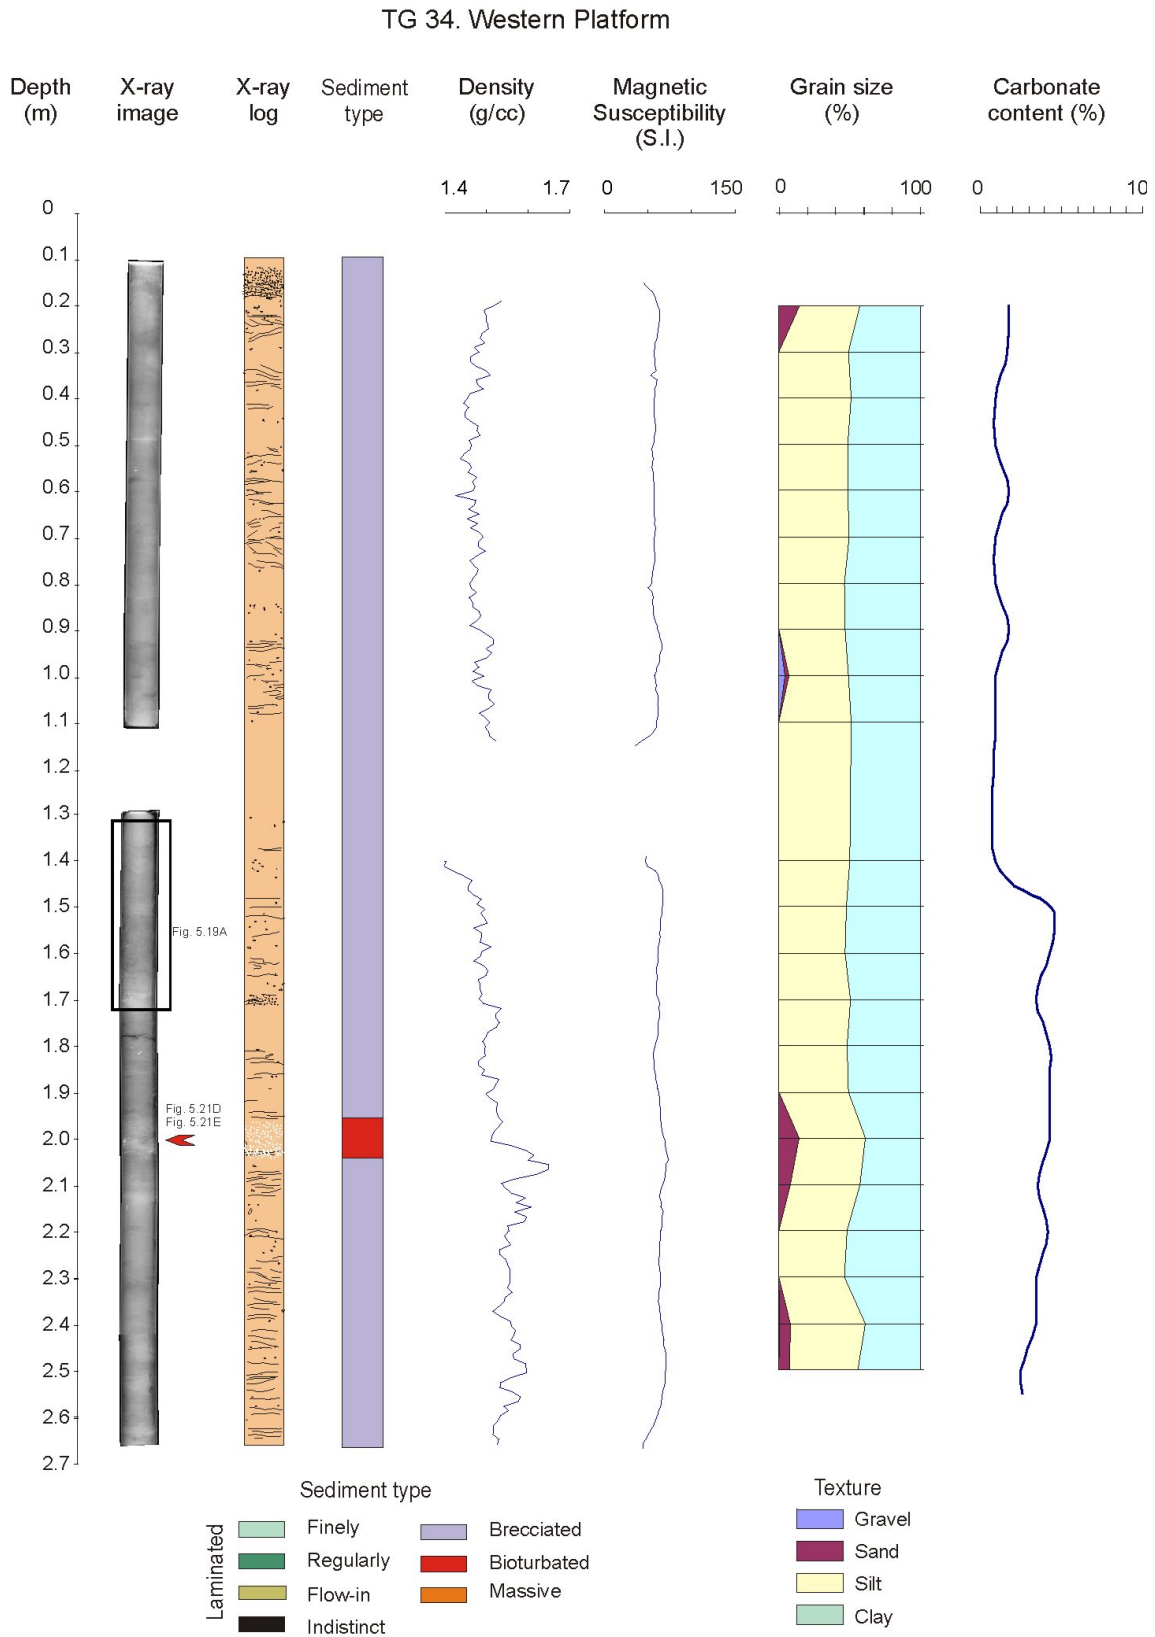 TG 34. Western Platform
Depth
(m)
X-ray
image
X-ray
log
Sediment
type
Density
(g/cc)
Magnetic
Susceptibility
(S.I.)
Grain size
(%)
Carbonate
content (%)
1.4 1.7
0 150
0 100
0 10
0
0.1
0.2
0.3
0.4
0.5
0.6
0.7
0.8
0.9
1.0
1.1
1.2
1.3
1.4
1.5
Fig. 5.19A
1.6
1.7
1.8
1.9
Fig. 5.21D
Fig. 5.21E
2.0
2.1
2.2
2.3
2.4
2.5
2.6
2.7
Sediment type
Laminated
Finely
Regularly
Flow-in
Indistinct
Brecciated
Bioturbated
Massive
Texture
Gravel
Sand
Silt
Clay